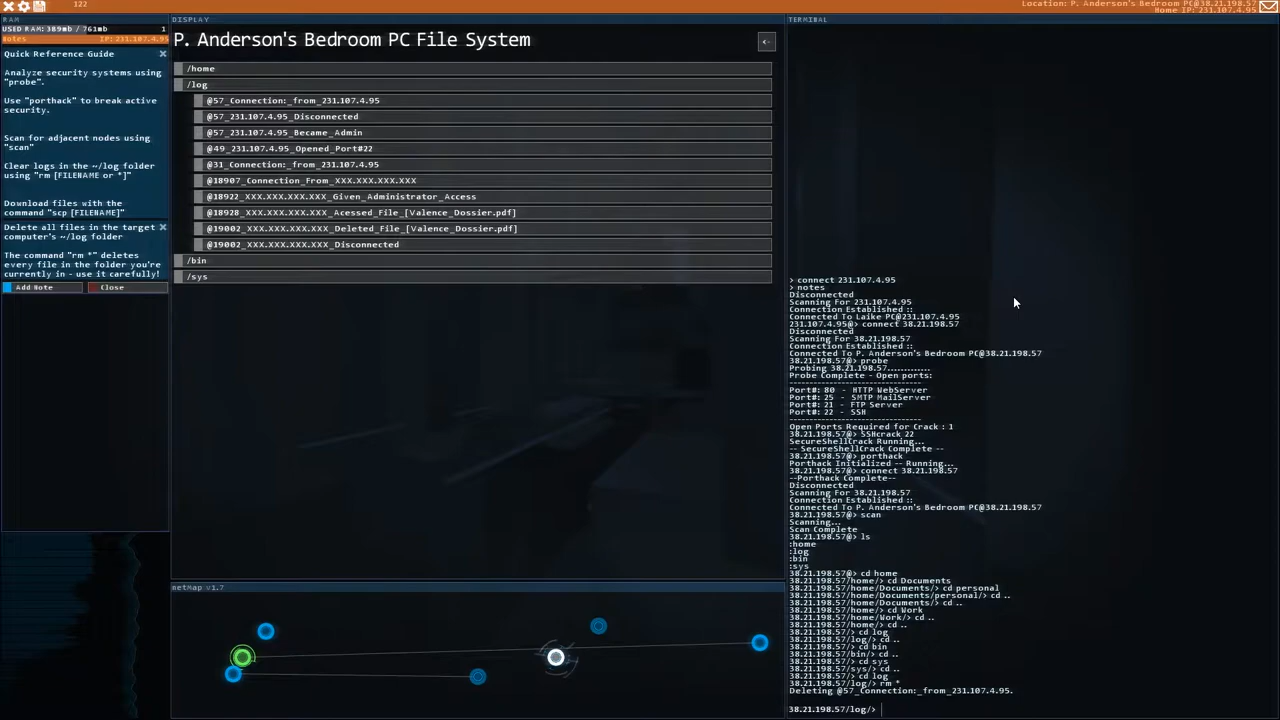 122
Location: P. Anderson's Bedroom PC@38.21.198.57
Home IP: 231.107.4.95
RAM
USED RAM: 389mb / 761mb 1
Notes IP:231.107.4.95
Quick Reference Guide
Analyze security systems using
"probe".
Use "porthack" to break active
security.
Scan for adjacent nodes using
"scan"
Clear logs in the ~/log folder
using "rm [FILENAME or *]"
Download files with the
command "scp [FILENAME]"
Delete all files in the target
computer's ~/log folder
The command "rm *" deletes
every file in the folder you're
currently in - use it carefully!
Add Note Close
DISPLAY
P. Anderson's Bedroom PC File System
<-
/home
/log
@57_Connection:_from_231.107.4.95
@57_231.107.4.95_Disconnected
@57_231.107.4.95_Became_Admin
@49_231.107.4.95_Opened_Port#22
@31_Connection:_from_231.107.4.95
@18907_Connection_From_XXX.XXX.XXX.XXX
@18922_XXX.XXX.XXX.XXX_Given_Administrator_Access
@18928_XXX.XXX.XXX.XXX_Acessed_File_[Valence_Dossier.pdf]
@19002_XXX.XXX.XXX.XXX_Deleted_File_[Valence_Dossier.pdf]
@19002_XXX.XXX.XXX.XXX_Disconnected
/bin
/sys
netMap v1.7
TERMINAL
> connect 231.107.4.95
> notes
Disconnected
Scanning For 231.107.4.95
Connection Established ::
Connected To Laike PC@231.107.4.95
231.107.4.95@> connect 38.21.198.57
Disconnected
Scanning For 38.21.198.57
Connection Established ::
Connected To P. Anderson's Bedroom PC@38.21.198.57
38.21.198.57@> probe
Probing 38.21.198.57.............
Probe Complete - Open ports:
---------------------------------
Port#: 80 - HTTP WebServer
Port#: 25 - SMTP MailServer
Port#: 21 - FTP Server
Port#: 22 - SSH
---------------------------------
Open Ports Required for Crack : 1
38.21.198.57@> SSHcrack 22
SecureShellCrack Running...
-- SecureShellCrack Complete --
38.21.198.57@> porthack
Porthack Initialized -- Running...
38.21.198.57@> connect 38.21.198.57
--Porthack Complete--
Disconnected
Scanning For 38.21.198.57
Connection Established ::
Connected To P. Anderson's Bedroom PC@38.21.198.57
38.21.198.57@> scan
Scanning...
Scan Complete
38.21.198.57@> ls
:home
:log
:bin
:sys
38.21.198.57@> cd home
38.21.198.57/home/> cd Documents
38.21.198.57/home/Documents/> cd personal
38.21.198.57/home/Documents/personal/> cd ..
38.21.198.57/home/Documents/> cd ..
38.21.198.57/home/> cd Work
38.21.198.57/home/Work/> cd ..
38.21.198.57/home/> cd ..
38.21.198.57@> cd log
38.21.198.57/log/> cd ..
38.21.198.57@> cd bin
38.21.198.57/bin/> cd ..
38.21.198.57@> cd sys
38.21.198.57/sys/> cd ..
38.21.198.57@> cd log
38.21.198.57/log/> rm *
Deleting @57_Connection:_from_231.107.4.95.
38.21.198.57/log/>